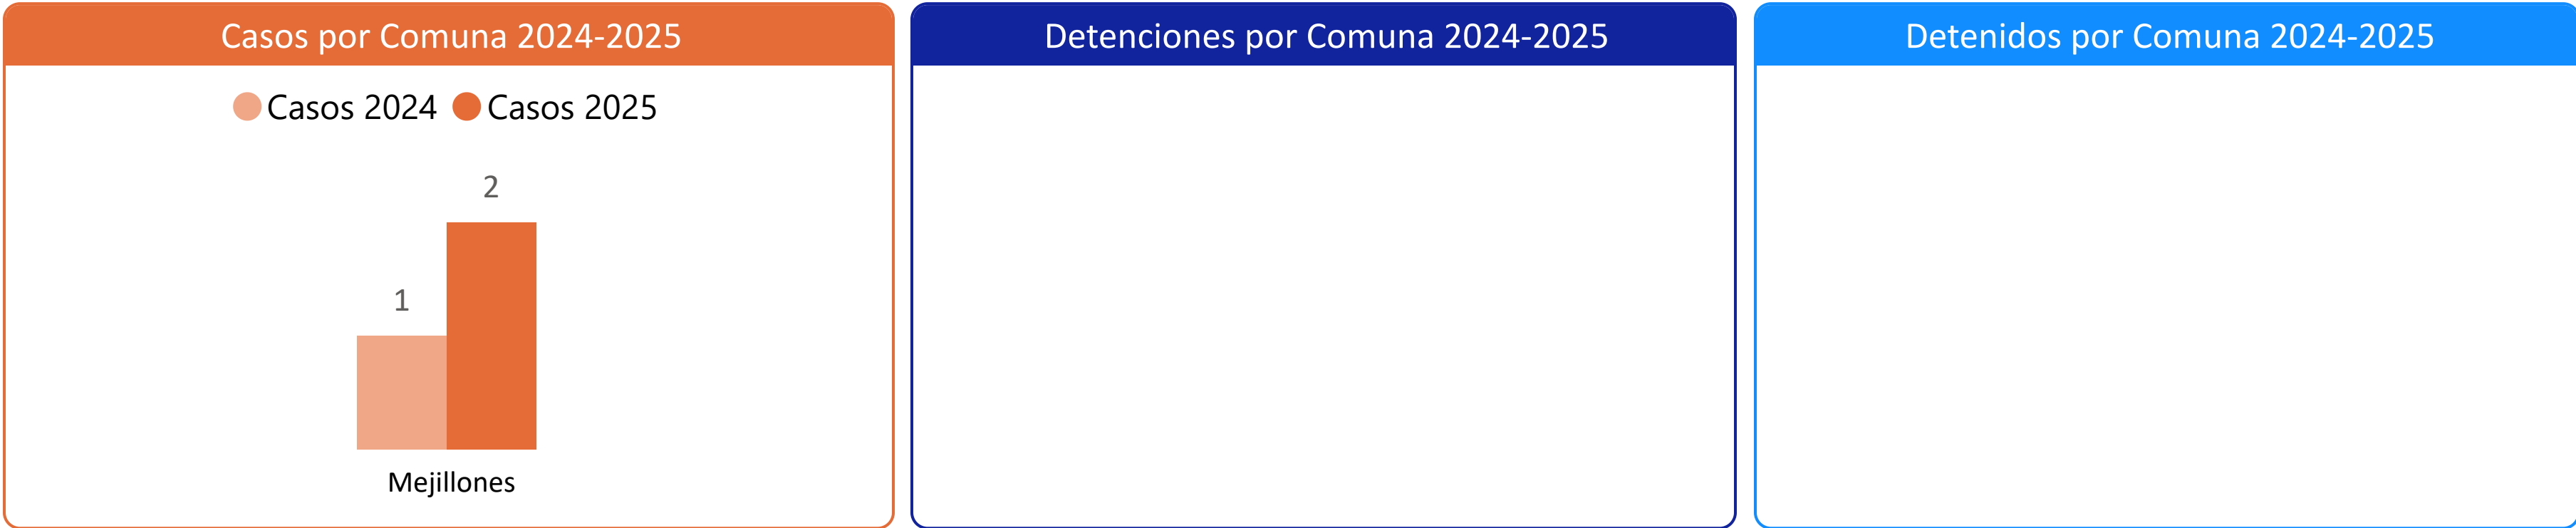 Casos por Comuna 2024-2025
Casos 2024 Casos 2025
2
1
Mejillones
Detenciones por Comuna 2024-2025
Detenidos por Comuna 2024-2025